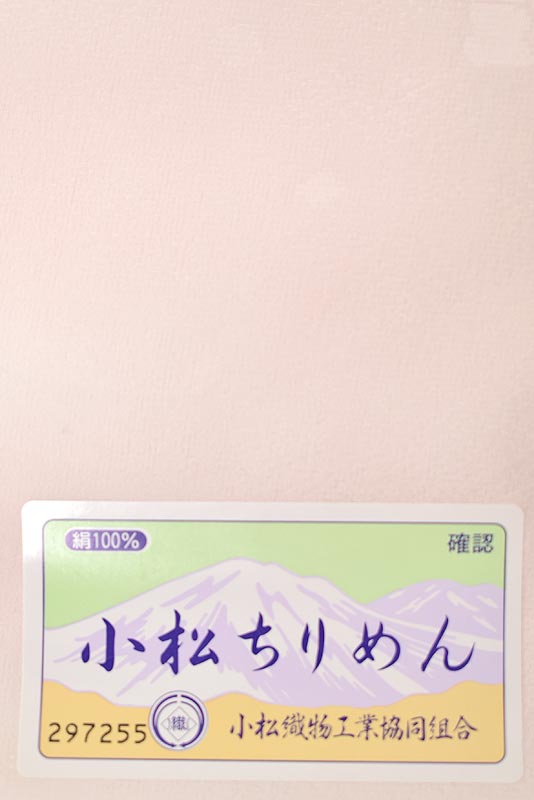 絹100%
確認
小松ちりめん
297255
織
小松織物工業協同組合